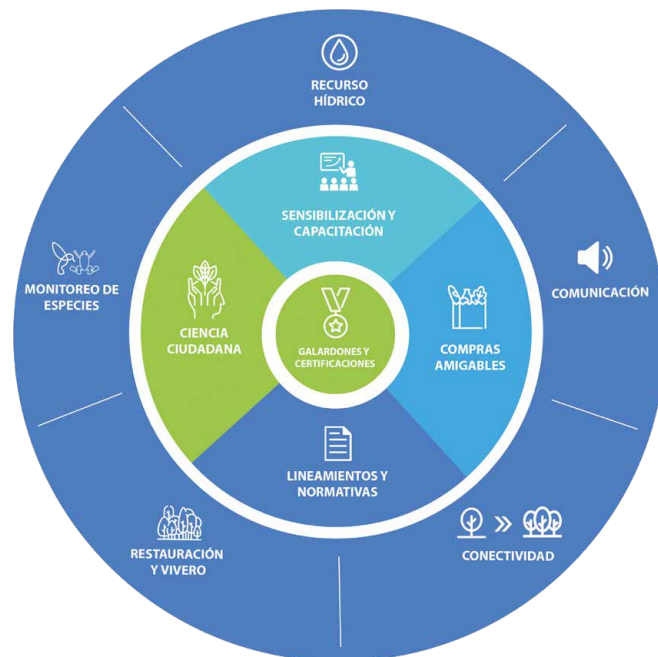 RECURSO
HÍDRICO
SENSIBILIZACIÓN Y
CAPACITACIÓN
MONITOREO DE
ESPECIES
COMUNICACIÓN
CIENCIA
CIUDADANA
GALARDONES Y
CERTIFICACIONES
COMPRAS
AMIGABLES
LINEAMIENTOS Y
NORMATIVAS
RESTAURACIÓN
Y VIVERO
CONECTIVIDAD